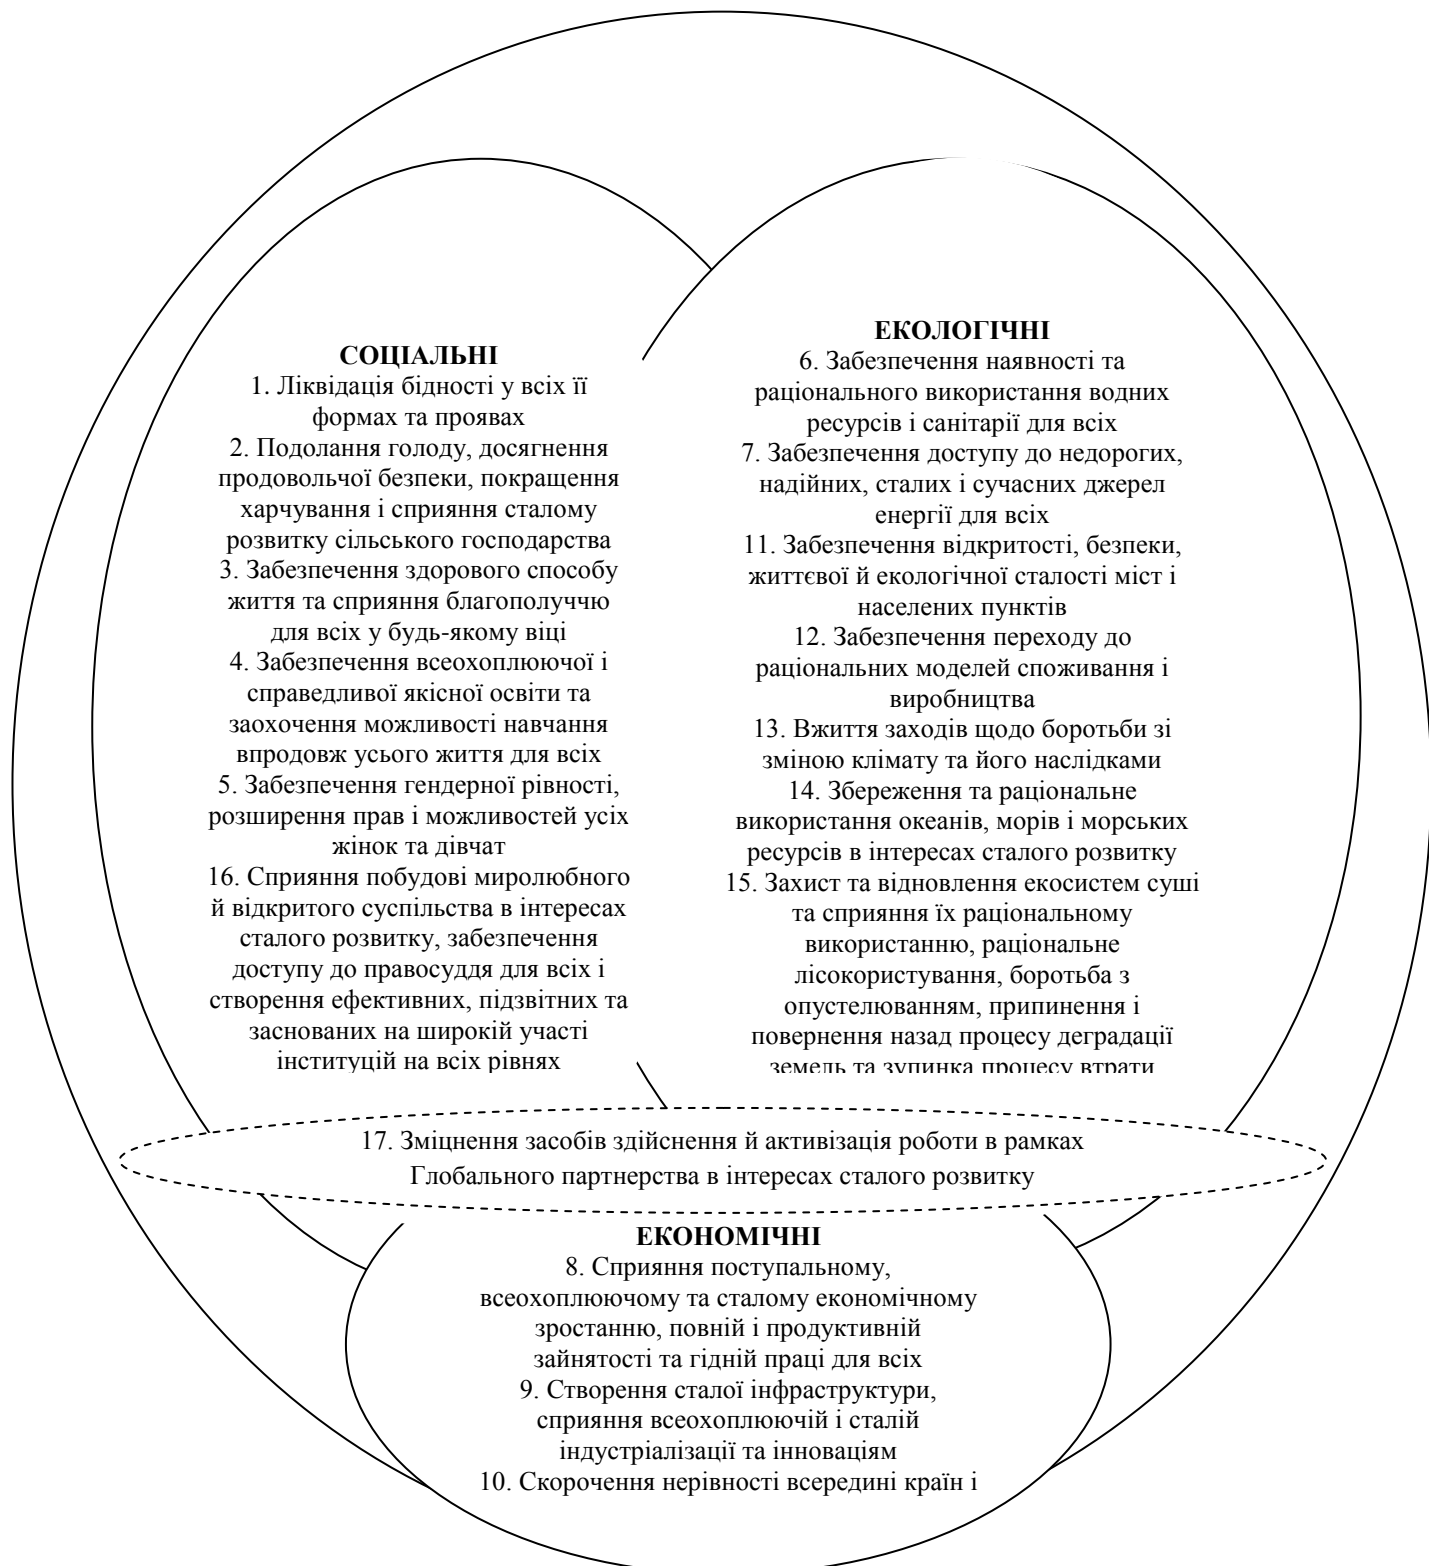 СОЦІАЛЬНІ
1. Ліквідація бідності у всіх її
формах та проявах
2. Подолання голоду, досягнення
продовольчої безпеки, покращення
харчування і сприяння сталому
розвитку сільського господарства
3. Забезпечення здорового способу
життя та сприяння благополуччю
для всіх у будь-якому віці
4. Забезпечення всеохоплюючої і
справедливої якісної освіти та
заохочення можливості навчання
впродовж усього життя для всіх
5. Забезпечення гендерної рівності,
розширення прав і можливостей усіх
жінок та дівчат
16. Сприяння побудові миролюбного
й відкритого суспільства в інтересах
сталого розвитку, забезпечення
доступу до правосуддя для всіх і
створення ефективних, підзвітних та
заснованих на широкій участі
інституцій на всіх рівнях
ЕКОЛОГІЧНІ
6. Забезпечення наявності та
раціонального використання водних
ресурсів і санітарії для всіх
7. Забезпечення доступу до недорогих,
надійних, сталих і сучасних джерел
енергії для всіх
11. Забезпечення відкритості, безпеки,
життєвої й екологічної сталості міст і
населених пунктів
12. Забезпечення переходу до
раціональних моделей споживання і
виробництва
13. Вжиття заходів щодо боротьби зі
зміною клімату та його наслідками
14. Збереження та раціональне
використання океанів, морів і морських
ресурсів в інтересах сталого розвитку
15. Захист та відновлення екосистем суші
та сприяння їх раціональному
використанню, раціональне
лісокористування, боротьба з
опустелюванням, припинення і
повернення назад процесу деградації
земель та зупинка процесу втрати
17. Зміцнення засобів здійснення й активізація роботи в рамках
Глобального партнерства в інтересах сталого розвитку
ЕКОНОМІЧНІ
8. Сприяння поступальному,
всеохоплюючому та сталому економічному
зростанню, повній і продуктивній
зайнятості та гідній праці для всіх
9. Створення сталої інфраструктури,
сприяння всеохоплюючій і сталій
індустріалізації та інноваціям
10. Скорочення нерівності всередині країн і